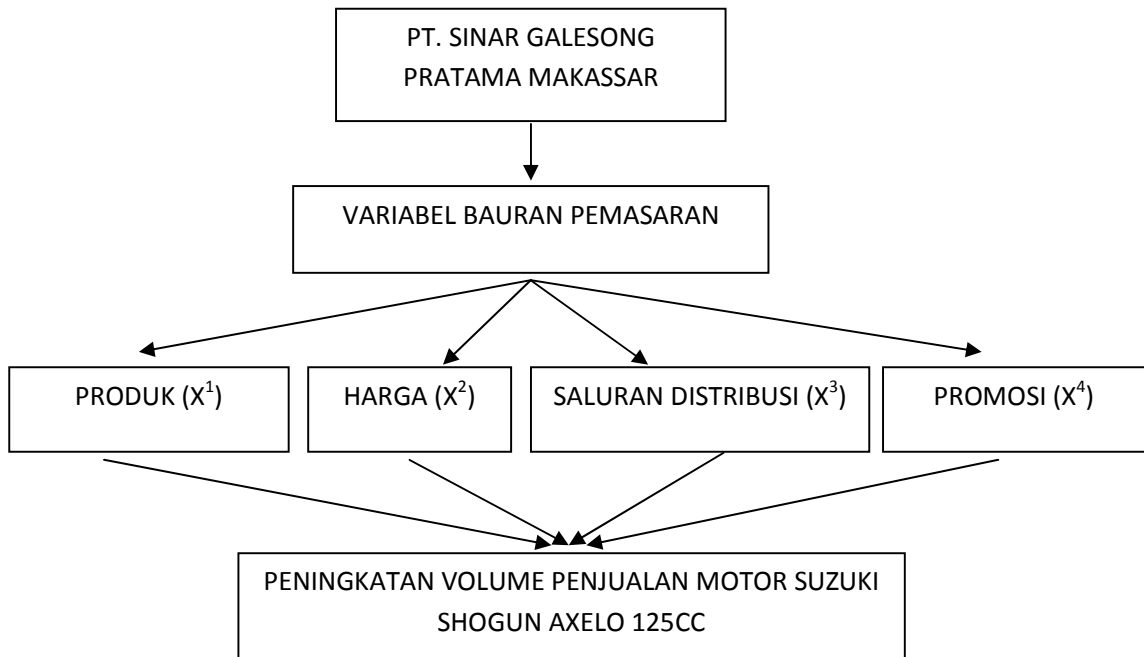 PT. SINAR GALESONG
PRATAMA MAKASSAR
VARIABEL BAURAN PEMASARAN
PRODUK (X¹)
HARGA (X²)
SALURAN DISTRIBUSI (X³)
PROMOSI (X⁴)
PENINGKATAN VOLUME PENJUALAN MOTOR SUZUKI
SHOGUN AXELO 125CC